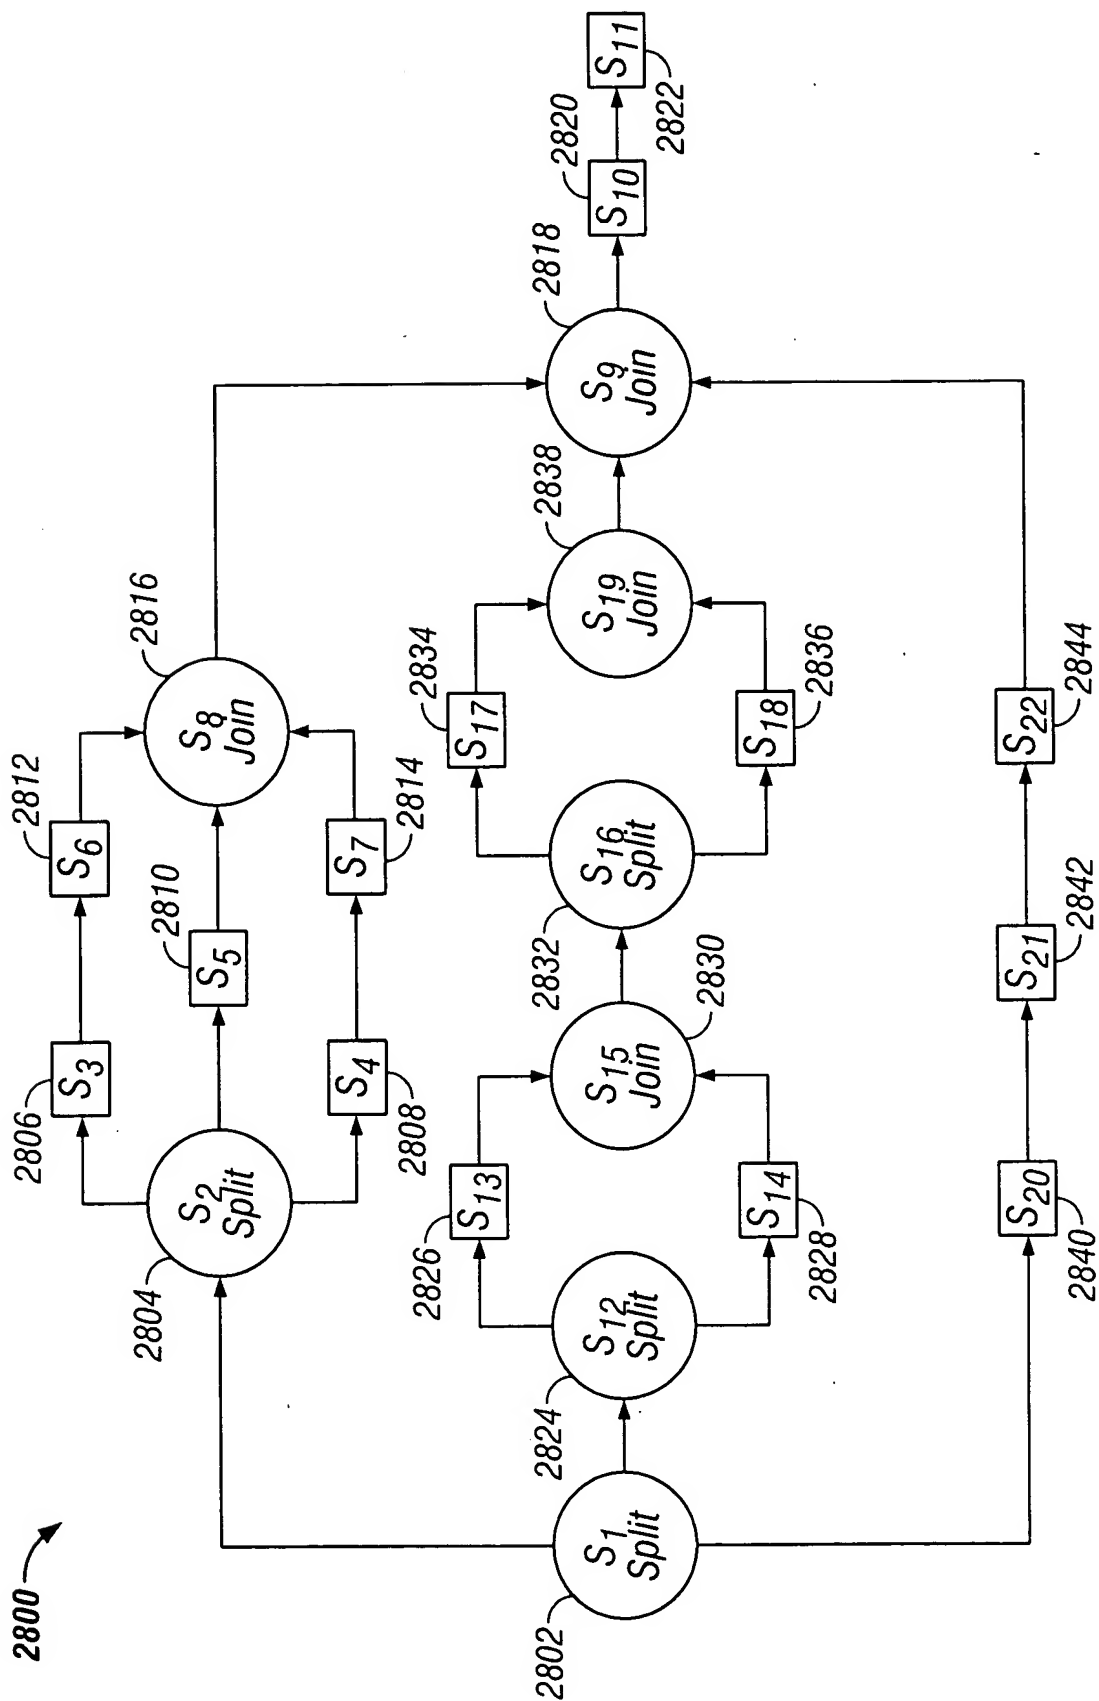 2800
2802
S1
Split
2804
S2
Split
2806
S3
2808
S4
2810
S5
2812
S6
2814
S7
2816
S8
Join
2818
S9
Join
2820
S10
2822
S11
2824
S12
Split
2826
S13
2828
S14
2830
S15
Join
2832
S16
Split
2834
S17
2836
S18
2838
S19
Join
2840
S20
2842
S21
2844
S22